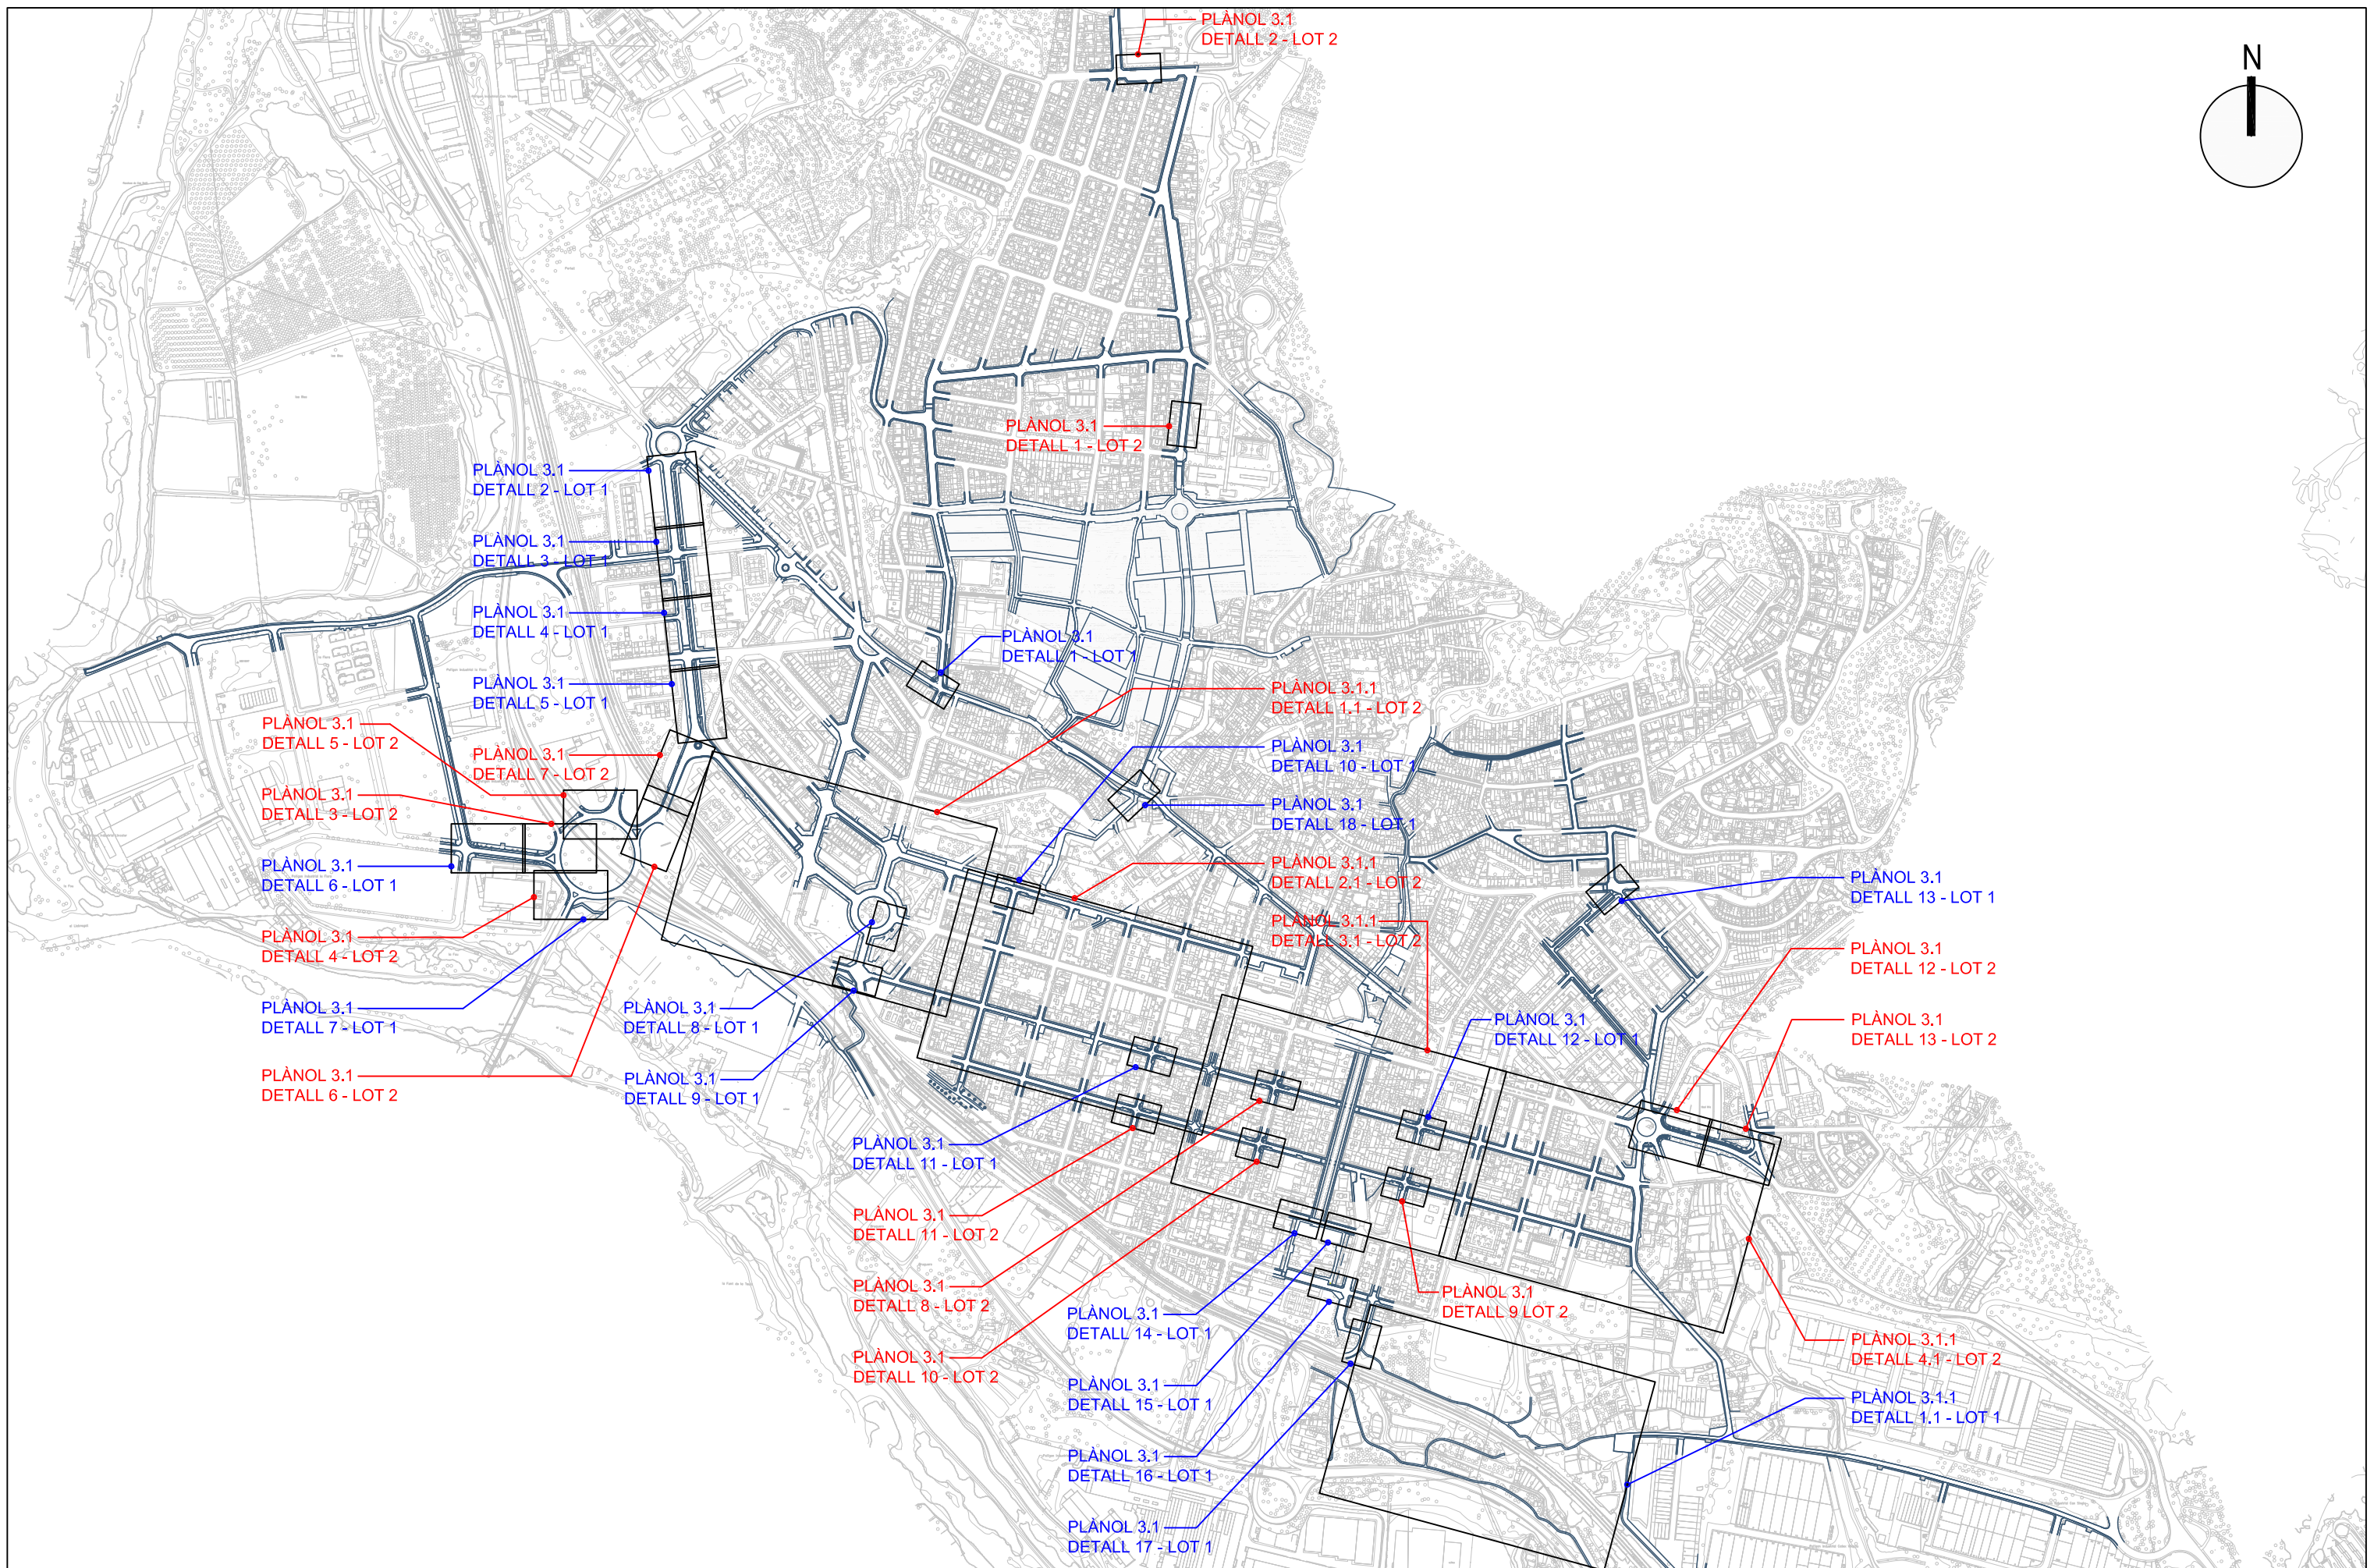 PLÀNOL 3.1
DETALL 2 - LOT 2
N
PLÀNOL 3.1
DETALL 1 - LOT 2
PLÀNOL 3.1
DETALL 2 - LOT 1
PLÀNOL 3.1
DETALL 3 - LOT 1
PLÀNOL 3.1
DETALL 4 - LOT 1
PLÀNOL 3.1
DETALL 1 - LOT 1
PLÀNOL 3.1
DETALL 5 - LOT 1
PLÀNOL 3.1.1
DETALL 1.1 - LOT 2
PLÀNOL 3.1
DETALL 5 - LOT 2
PLÀNOL 3.1
DETALL 7 - LOT 2
PLÀNOL 3.1
DETALL 10 - LOT 1
PLÀNOL 3.1
DETALL 3 - LOT 2
PLÀNOL 3.1
DETALL 18 - LOT 1
PLÀNOL 3.1
DETALL 6 - LOT 1
PLÀNOL 3.1.1
DETALL 2.1 - LOT 2
PLÀNOL 3.1
DETALL 13 - LOT 1
PLÀNOL 3.1.1
DETALL 3.1 - LOT 2
PLÀNOL 3.1
DETALL 4 - LOT 2
PLÀNOL 3.1
DETALL 12 - LOT 2
PLÀNOL 3.1
DETALL 7 - LOT 1
PLÀNOL 3.1
DETALL 8 - LOT 1
PLÀNOL 3.1
DETALL 12 - LOT 1
PLÀNOL 3.1
DETALL 13 - LOT 2
PLÀNOL 3.1
DETALL 6 - LOT 2
PLÀNOL 3.1
DETALL 9 - LOT 1
PLÀNOL 3.1
DETALL 11 - LOT 1
PLÀNOL 3.1
DETALL 11 - LOT 2
PLÀNOL 3.1
DETALL 8 - LOT 2
PLÀNOL 3.1
DETALL 9 LOT 2
PLÀNOL 3.1
DETALL 14 - LOT 1
PLÀNOL 3.1.1
DETALL 4.1 - LOT 2
PLÀNOL 3.1
DETALL 10 - LOT 2
PLÀNOL 3.1
DETALL 15 - LOT 1
PLÀNOL 3.1.1
DETALL 1.1 - LOT 1
PLÀNOL 3.1
DETALL 16 - LOT 1
PLÀNOL 3.1
DETALL 17 - LOT 1